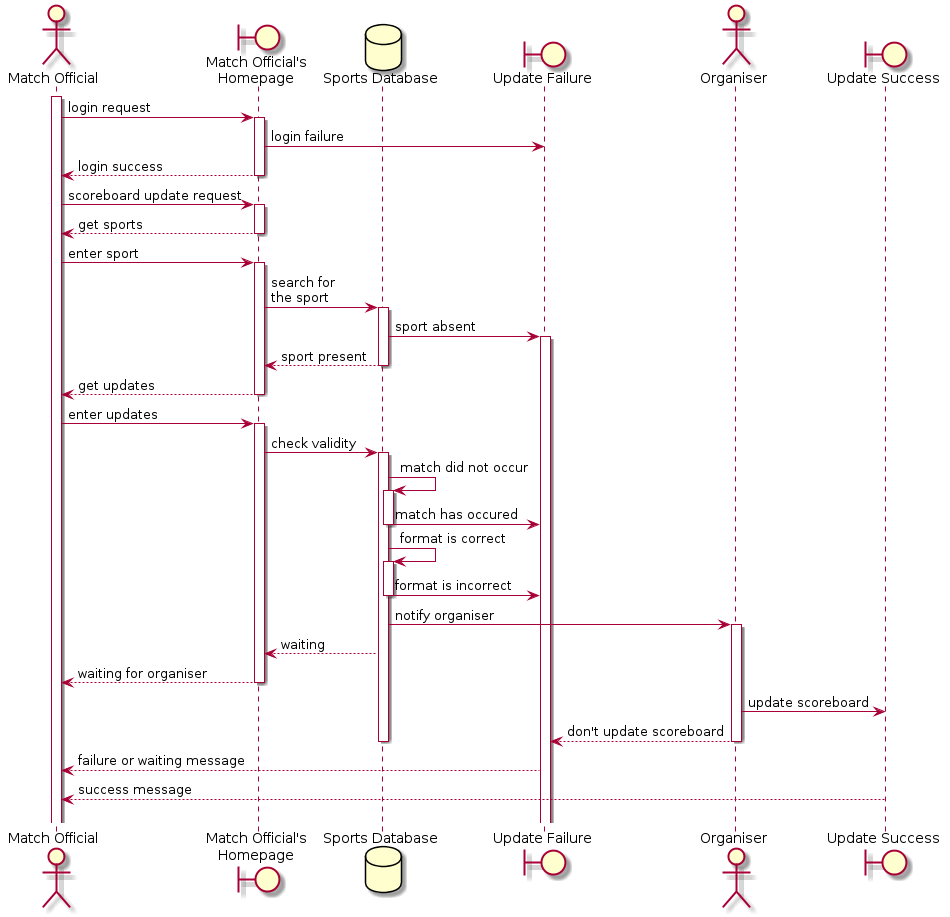 Match Official
Match Official's
Homepage
Sports Database
Update Failure
Organiser
Update Success
login request
login failure
login success
scoreboard update request
get sports
enter sport
search for
the sport
sport absent
sport present
get updates
enter updates
check validity
match did not occur
match has occured
format is correct
format is incorrect
notify organiser
waiting
waiting for organiser
update scoreboard
don't update scoreboard
failure or waiting message
success message
Match Official
Match Official's
Homepage
Sports Database
Update Failure
Organiser
Update Success